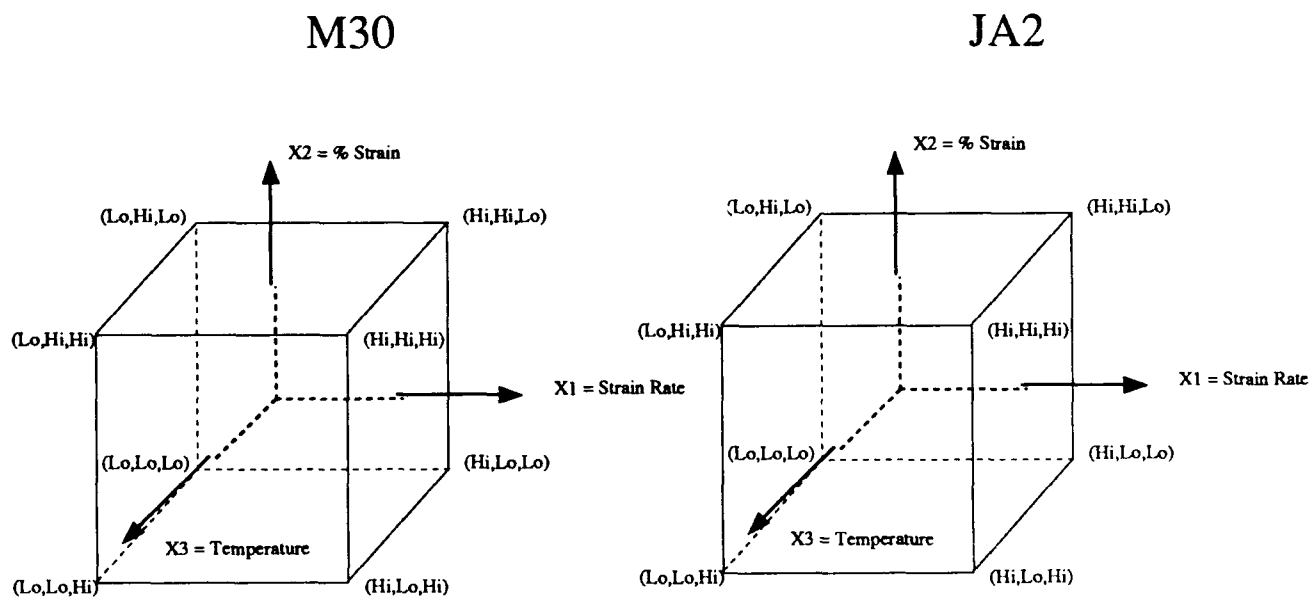 M30
JA2
X2 = % Strain
X2 = % Strain
(Lo,Hi,Lo)
(Hi,Hi,Lo)
(Lo,Hi,Lo)
(Hi,Hi,Lo)
(Lo,Hi,Hi)
(Hi,Hi,Hi)
(Lo,Hi,Hi)
(Hi,Hi,Hi)
X1 = Strain Rate
X1 = Strain Rate
(Lo,Lo,Lo)
(Hi,Lo,Lo)
(Lo,Lo,Lo)
(Hi,Lo,Lo)
X3 = Temperature
X3 = Temperature
(Lo,Lo,Hi)
(Hi,Lo,Hi)
(Lo,Lo,Hi)
(Hi,Lo,Hi)